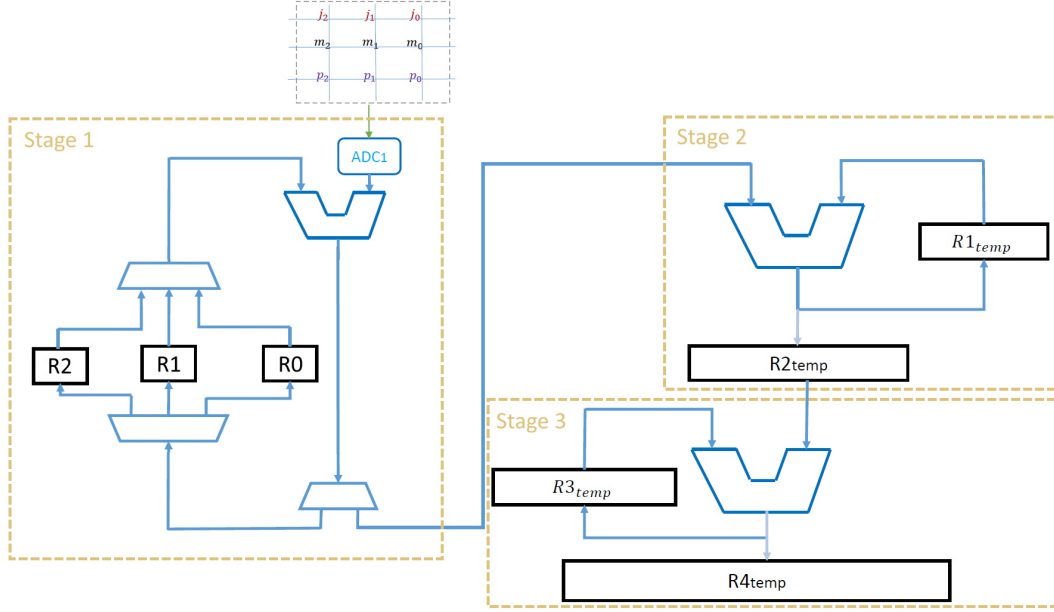 j₂ j₁ j₀
m₂ m₁ m₀
p₂ p₁ p₀
Stage 1
ADC1
R2 R1 R0
Stage 2
R1temp
R2temp
Stage 3
R3temp
R4temp